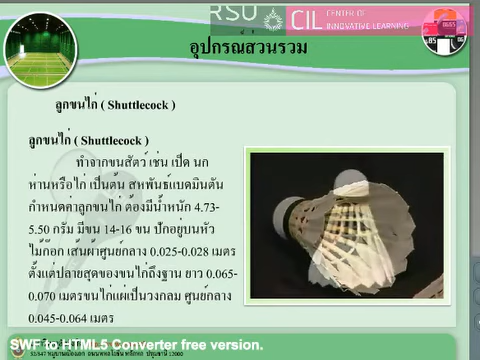 RSU
CIL
CENTER OF
INNOVATIVE LEARNING
อุปกรณ์ส่วนรวม
ลูกขนไก่ ( Shuttlecock )
ลูกขนไก่ ( Shuttlecock )
ทำจากขนสัตว์ เช่น เป็ด นก
ห่านหรือไก่ เป็นต้น สหพันธ์แบดมินตัน
กำหนดค่าลูกขนไก่ ต้องมีน้ำหนัก 4.73-
5.50 กรัม มีขน 14-16 ขน ปักอยู่บนหัว
ไม้ก๊อก เส้นผ้าศูนย์กลาง 0.025-0.028 เมตร
ตั้งแต่ปลายสุดของขนไก่ถึงฐาน ยาว 0.065-
0.070 เมตรขนไก่แผ่เป็นวงกลม ศูนย์กลาง
0.045-0.064 เมตร
SWF to HTML5 Converter free version.